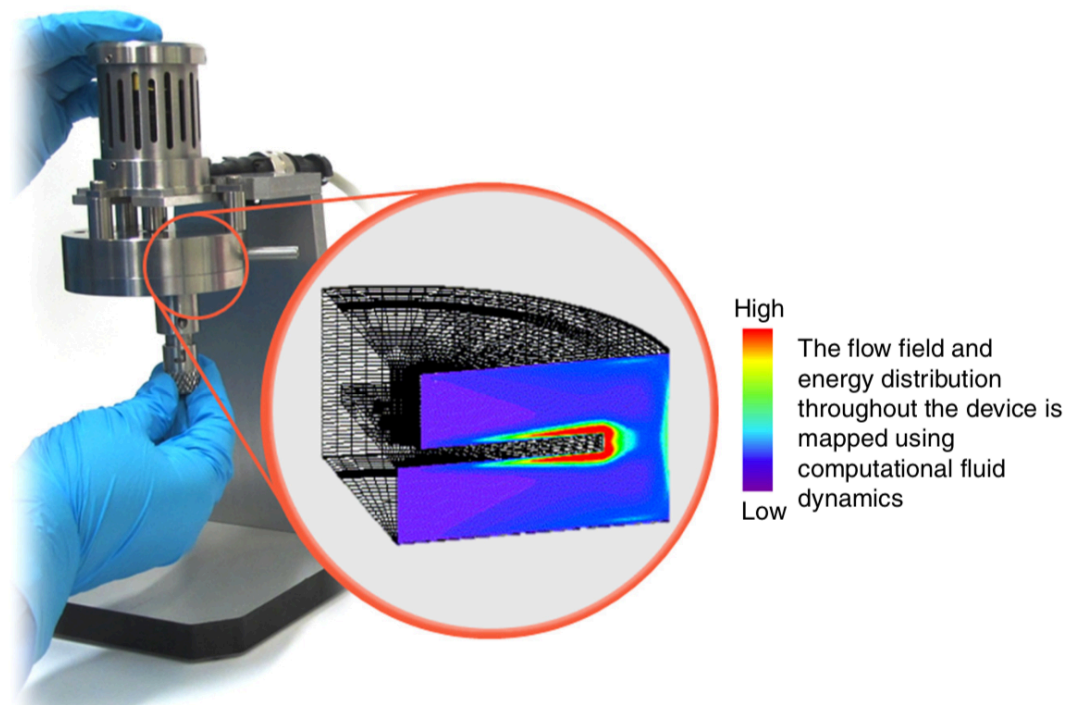 High
The flow field and
energy distribution
throughout the device is
mapped using
computational fluid
dynamics
Low